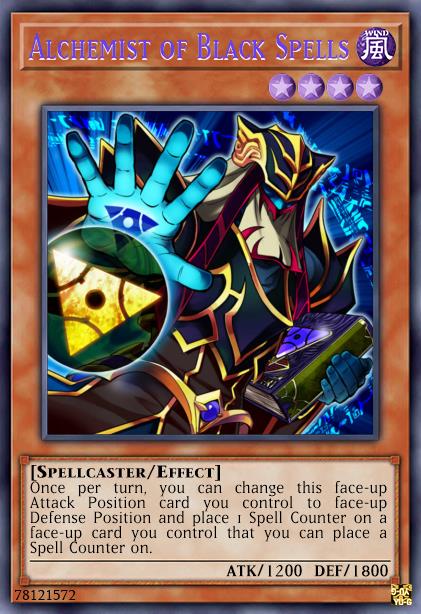 Alchemist of Black Spells
WIND
風
[Spellcaster/Effect]
Once per turn, you can change this face-up
Attack Position card you control to face-up
Defense Position and place 1 Spell Counter on a
face-up card you control that you can place a
Spell Counter on.
ATK/1200 DEF/1800
78121572